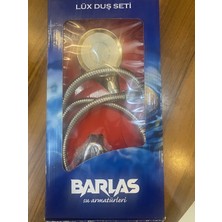 LÜX DUŞ SETİ
BARLAS
su armatürleri